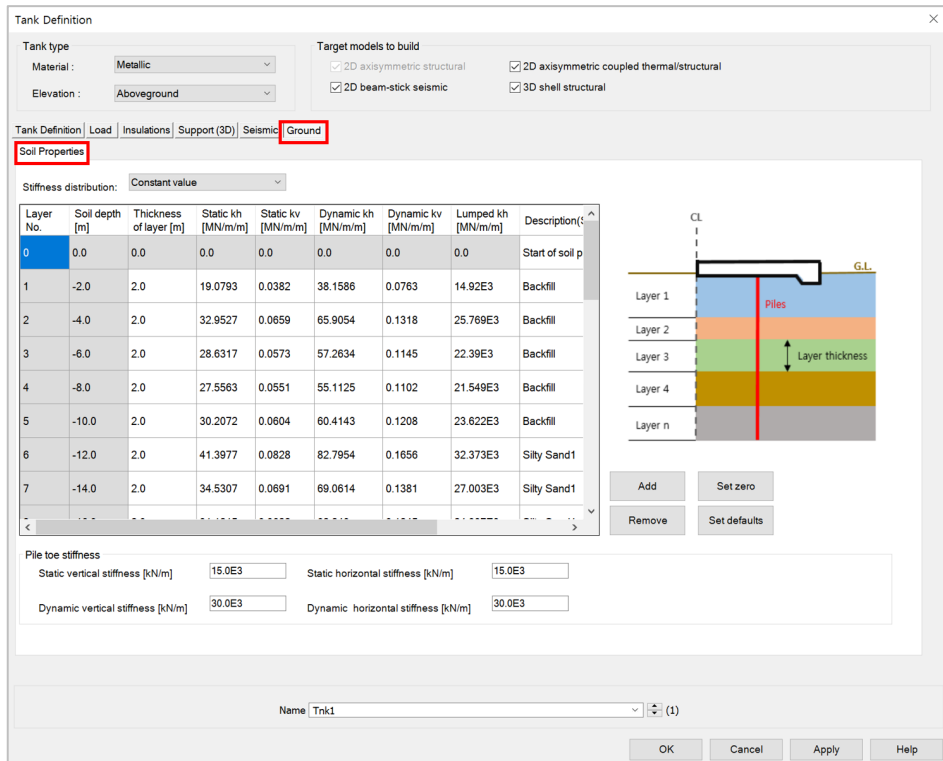 Tank Definition
Tank type
Material :
Metallic
Elevation :
Aboveground
Target models to build
2D axisymmetric structural
2D axisymmetric coupled thermal/structural
2D beam-stick seismic
3D shell structural
Tank Definition Load Insulations Support (3D) Seismic Ground
Soil Properties
Stiffness distribution: Constant value
Layer No. Soil depth [m] Thickness of layer [m] Static kh [MN/m/m] Static kv [MN/m/m] Dynamic kh [MN/m/m] Dynamic kv [MN/m/m] Lumped kh [MN/m/m] Description(S
0 0.0 0.0 0.0 0.0 0.0 0.0 0.0 Start of soil p
1 -2.0 2.0 19.0793 0.0382 38.1586 0.0763 14.92E3 Backfill
2 -4.0 2.0 32.9527 0.0659 65.9054 0.1318 25.769E3 Backfill
3 -6.0 2.0 28.6317 0.0573 57.2634 0.1145 22.39E3 Backfill
4 -8.0 2.0 27.5563 0.0551 55.1125 0.1102 21.549E3 Backfill
5 -10.0 2.0 30.2072 0.0604 60.4143 0.1208 23.622E3 Backfill
6 -12.0 2.0 41.3977 0.0828 82.7954 0.1656 32.373E3 Silty Sand1
7 -14.0 2.0 34.5307 0.0691 69.0614 0.1381 27.003E3 Silty Sand1
CL
G.L.
Layer 1
Piles
Layer 2
Layer 3
Layer thickness
Layer 4
Layer n
Add Set zero
Remove Set defaults
Pile toe stiffness
Static vertical stiffness [kN/m] 15.0E3 Static horizontal stiffness [kN/m] 15.0E3
Dynamic vertical stiffness [kN/m] 30.0E3 Dynamic horizontal stiffness [kN/m] 30.0E3
Name Tnk1 (1)
OK Cancel Apply Help